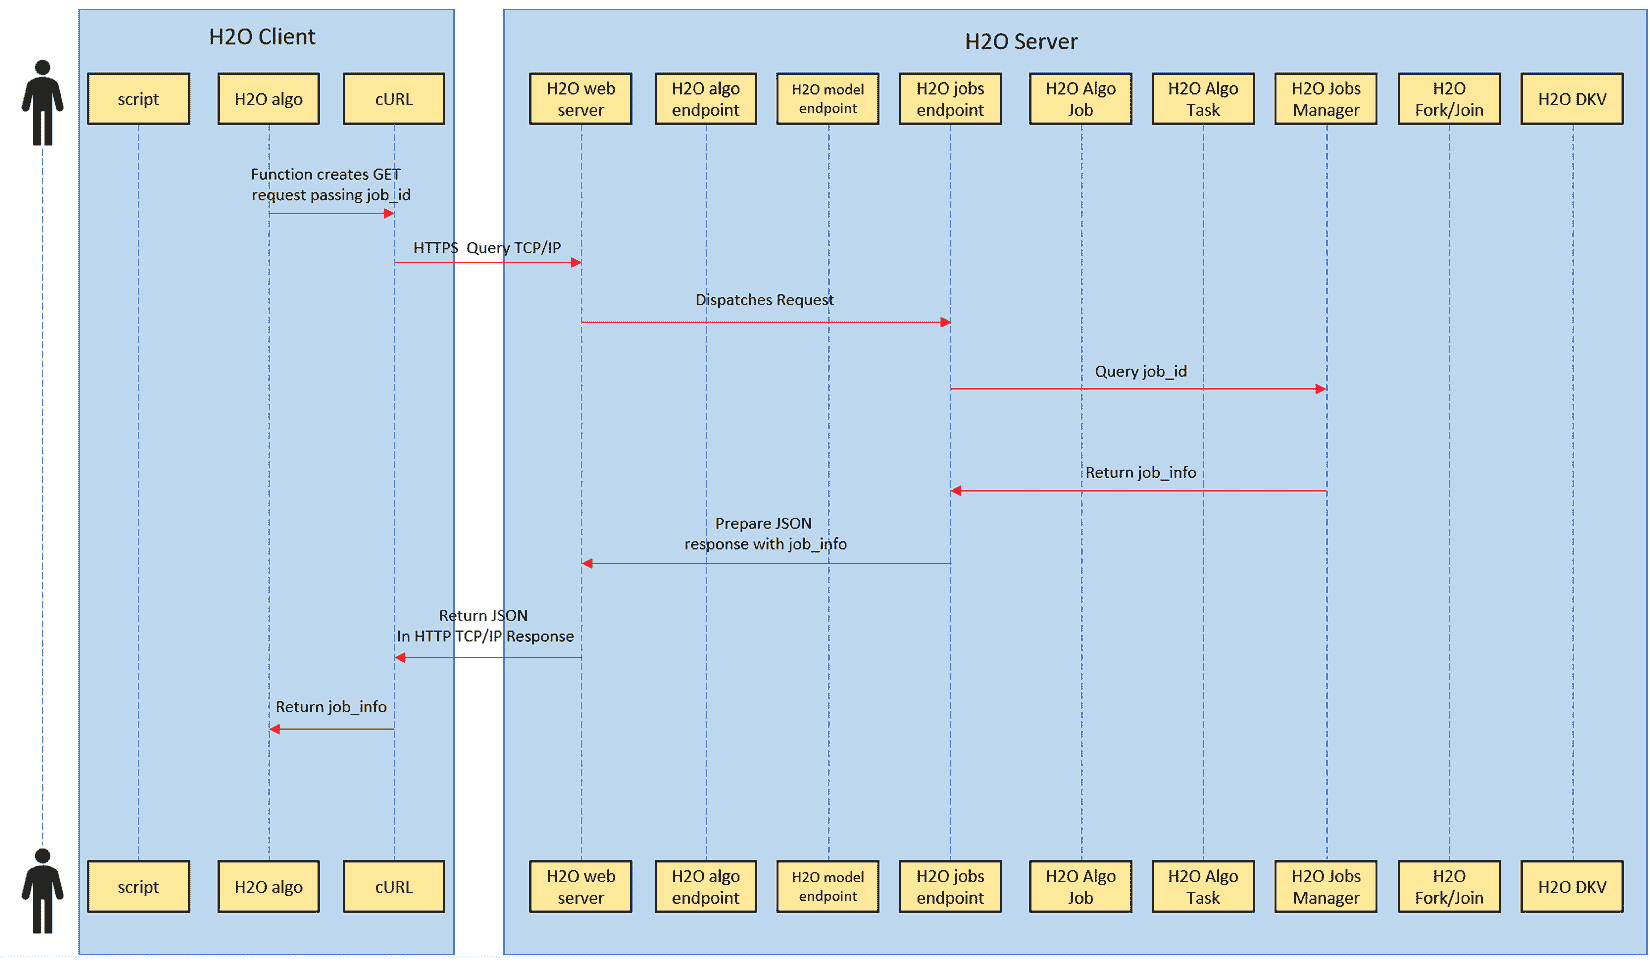 H2O Client
H2O Server
script
H2O algo
cURL
H2O web
server
H2O algo
endpoint
H2O model
endpoint
H2O jobs
endpoint
H2O Algo
Job
H2O Algo
Task
H2O Jobs
Manager
H2O
Fork/Join
H2O DKV
Function creates GET
request passing job_id
HTTPS Query TCP/IP
Dispatches Request
Query job_id
Return job_info
Prepare JSON
response with job_info
Return JSON
In HTTP TCP/IP Response
Return job_info
script
H2O algo
cURL
H2O web
server
H2O algo
endpoint
H2O model
endpoint
H2O jobs
endpoint
H2O Algo
Job
H2O Algo
Task
H2O Jobs
Manager
H2O
Fork/Join
H2O DKV